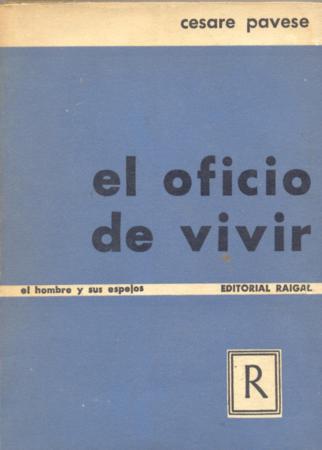 cesare pavese
el oficio
de vivir
el hombre y sus espejos
EDITORIAL RAIGAL
R